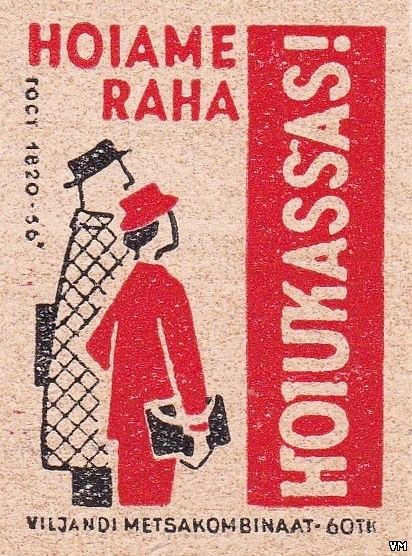 HOIAME
RAHA
HOIUKASSAS!
ГОСТ 1820-56
VILJANDI METSAKOMBINAAT · 60TK
VM